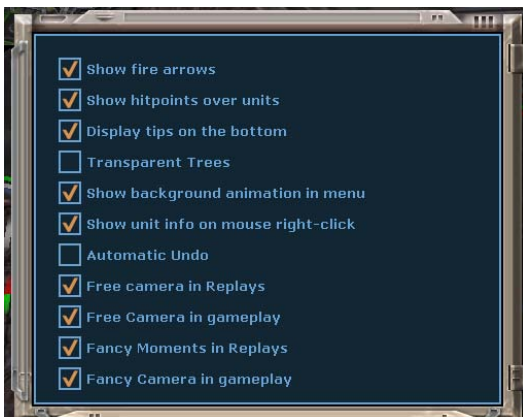 Show fire arrows
Show hitpoints over units
Display tips on the bottom
Transparent Trees
Show background animation in menu
Show unit info on mouse right-click
Automatic Undo
Free camera in Replays
Free Camera in gameplay
Fancy Moments in Replays
Fancy Camera in gameplay